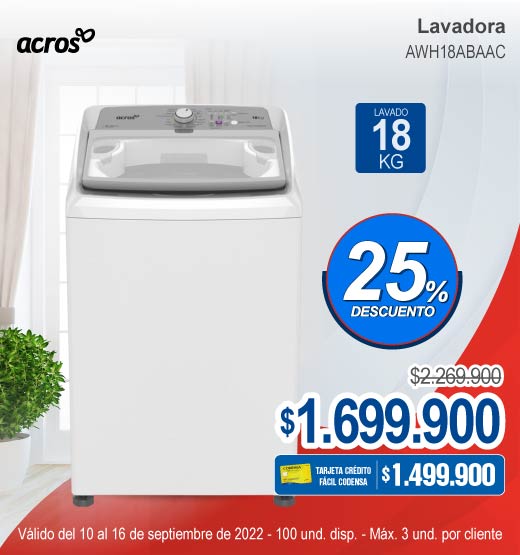 acros
Lavadora
AWH18ABAAC
LAVADO
18
KG
acros
18KG
25%
DESCUENTO
$2.269.900
$1.699.900
TARJETA CRÉDITO
FÁCIL CODENSA
$1.499.900
Válido del 10 al 16 de septiembre de 2022 - 100 und. disp. - Máx. 3 und. por cliente